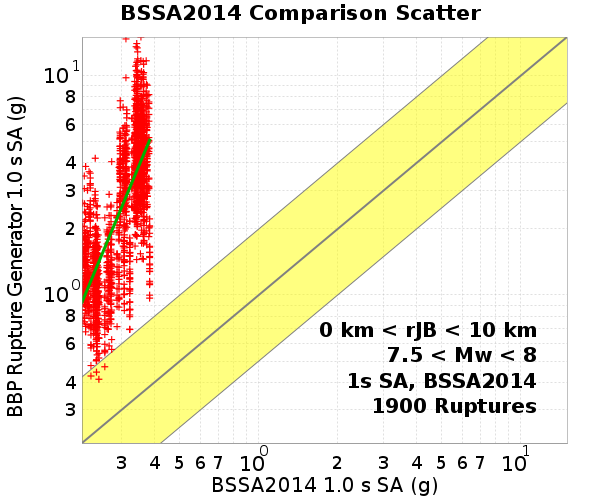 BSSA2014 Comparison Scatter
BBP Rupture Generator 1.0 s SA (g)
10^1
8
6
4
3
2
10^0
8
6
4
3
0 km < rJB < 10 km
7.5 < Mw < 8
1s SA, BSSA2014
1900 Ruptures
3 4 5 6 7 10^0 2 3 4 5 6 7 10^1
BSSA2014 1.0 s SA (g)